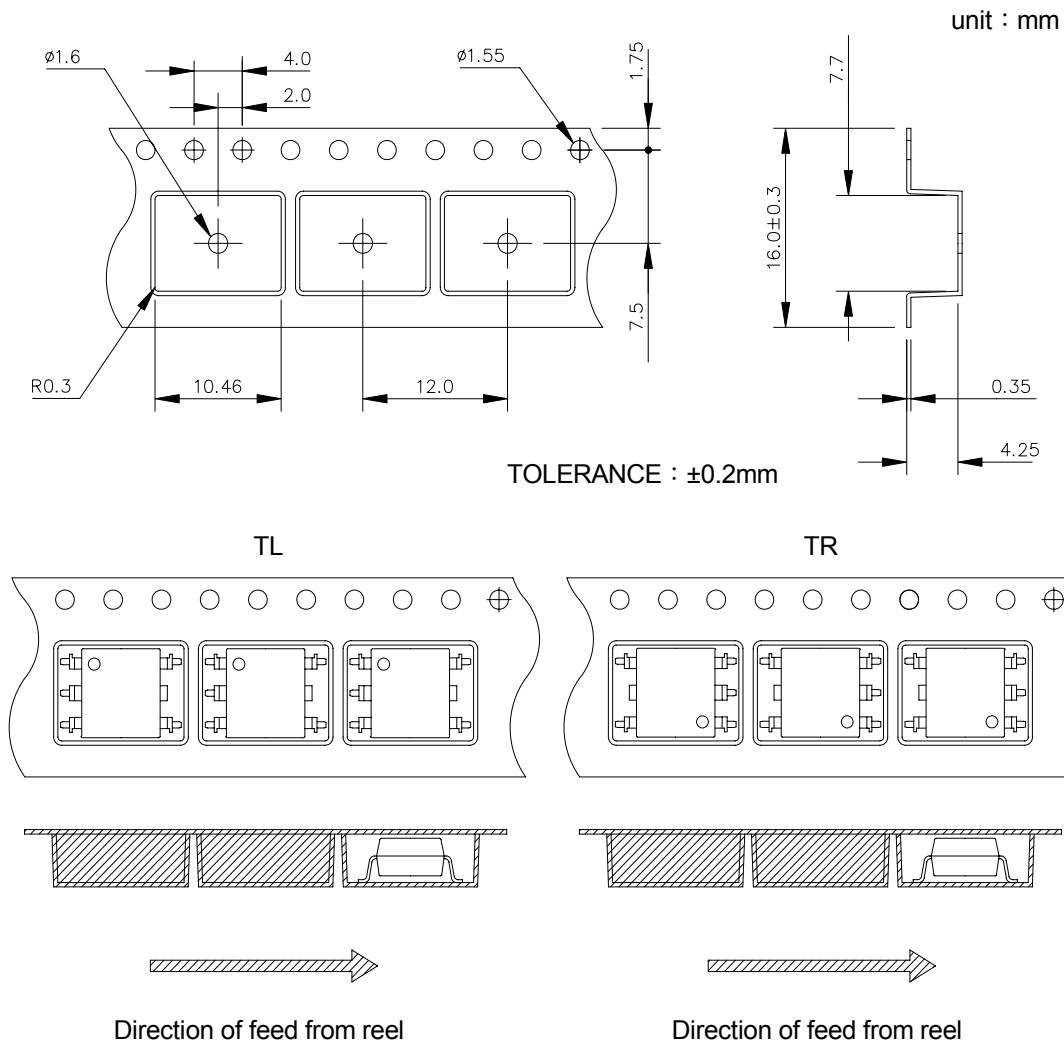 unit：mm
ø1.6
4.0
2.0
ø1.55
1.75
7.7
16.0±0.3
7.5
R0.3
10.46
12.0
0.35
4.25
TOLERANCE：±0.2mm
TL
TR
Direction of feed from reel
Direction of feed from reel